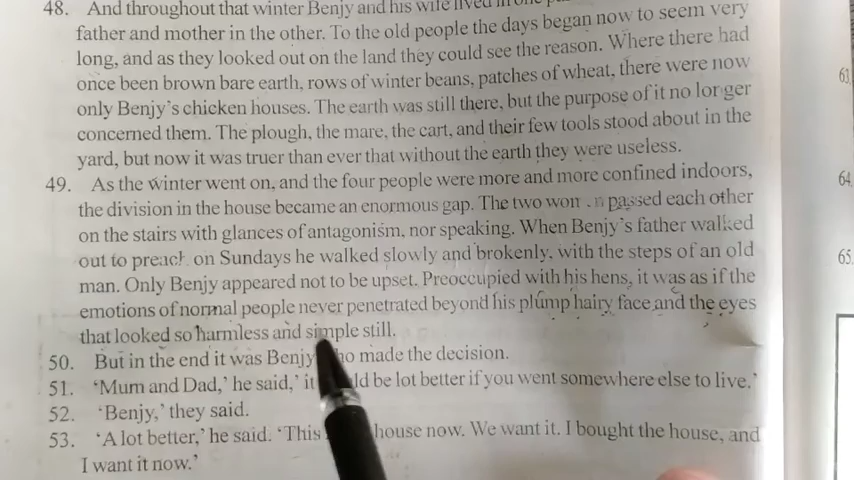 48. And throughout that winter Benjy and his wife lived in one
father and mother in the other. To the old people the days began now to seem very
long, and as they looked out on the land they could see the reason. Where there had
once been brown bare earth, rows of winter beans, patches of wheat, there were now
only Benjy's chicken houses. The earth was still there, but the purpose of it no longer
concerned them. The plough, the mare, the cart, and their few tools stood about in the
yard, but now it was truer than ever that without the earth they were useless.
49. As the winter went on, and the four people were more and more confined indoors,
the division in the house became an enormous gap. The two passed each other
on the stairs with glances of antagonism, nor speaking. When Benjy's father walked
out to preach on Sundays he walked slowly and brokenly, with the steps of an old
man. Only Benjy appeared not to be upset. Preoccupied with his hens, it was as if the
emotions of normal people never penetrated beyond his plump hairy face and the eyes
that looked so harmless and simple still.
50. But in the end it was Benjy made the decision.
51. 'Mum and Dad,' he said,' it be lot better if you went somewhere else to live.'
52. 'Benjy,' they said.
53. 'A lot better,' he said. 'This house now. We want it. I bought the house, and
I want it now.'
63.
64.
65.